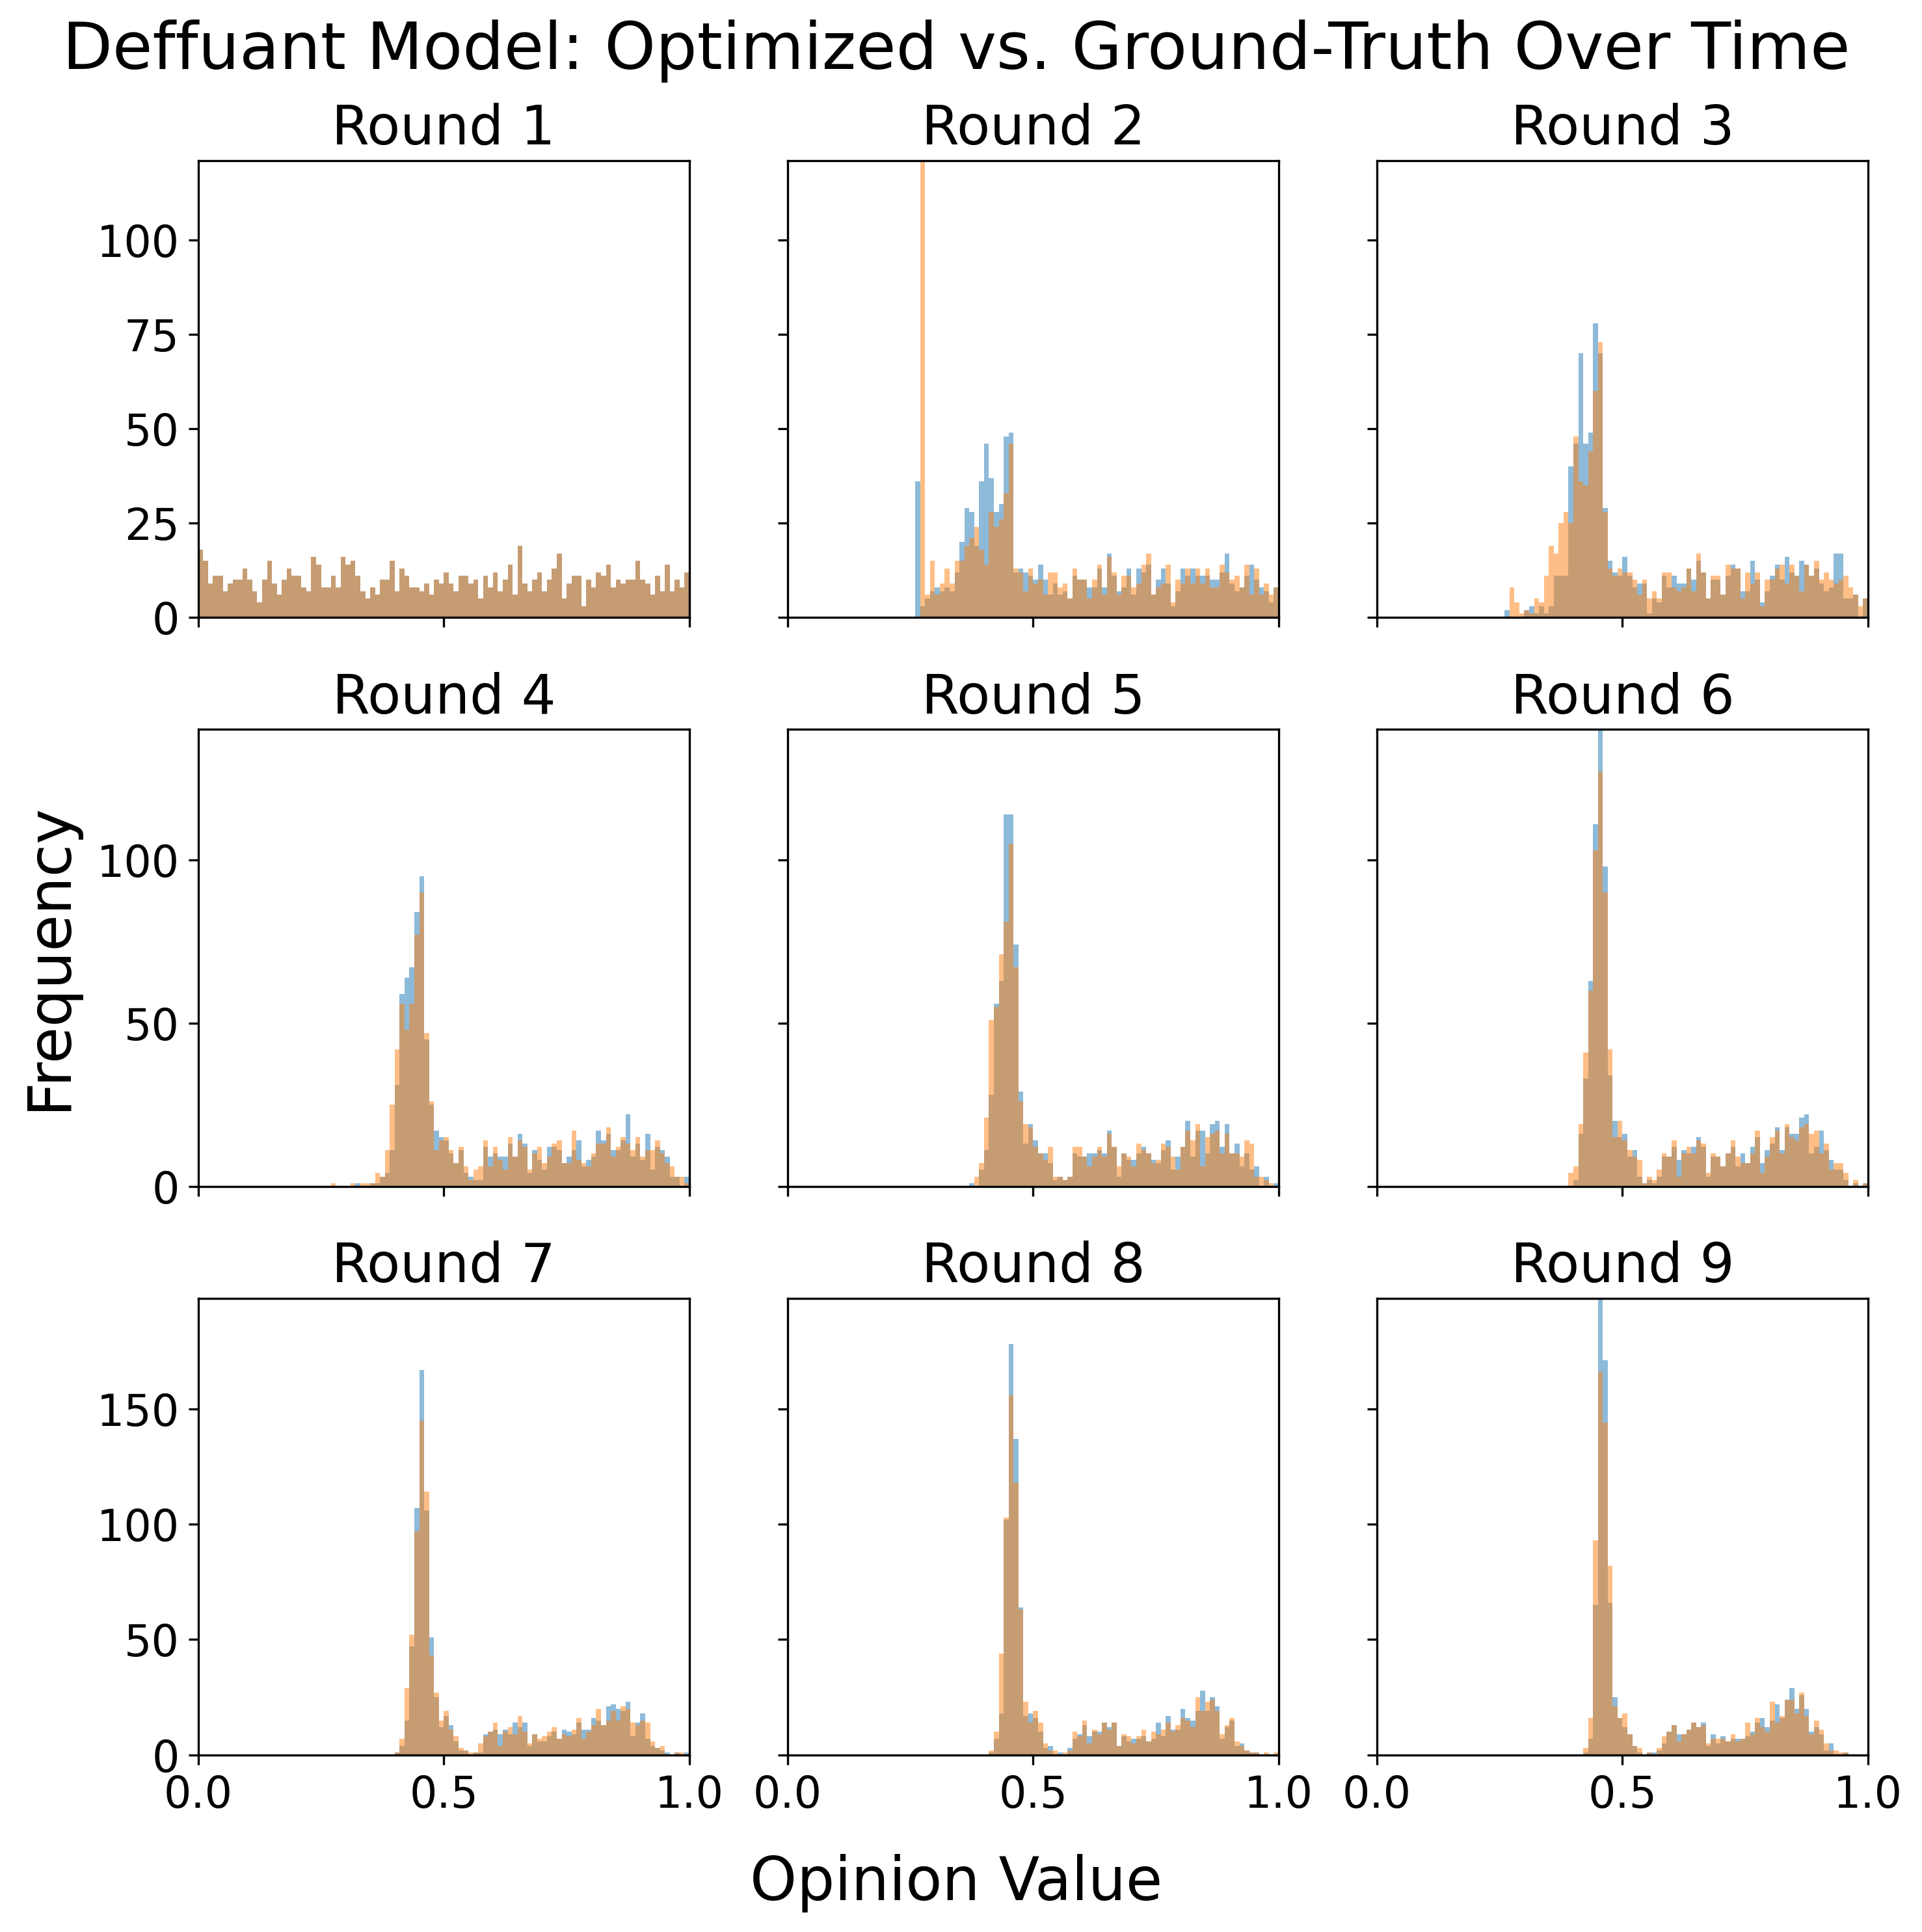 Deffuant Model: Optimized vs. Ground-Truth Over Time
Round 1
Round 2
Round 3
100
75
50
25
0
Round 4
Round 5
Round 6
Frequency
100
50
0
Round 7
Round 8
Round 9
150
100
50
0
0.0 0.5 1.0 0.0 0.5 1.0 0.0 0.5 1.0
Opinion Value